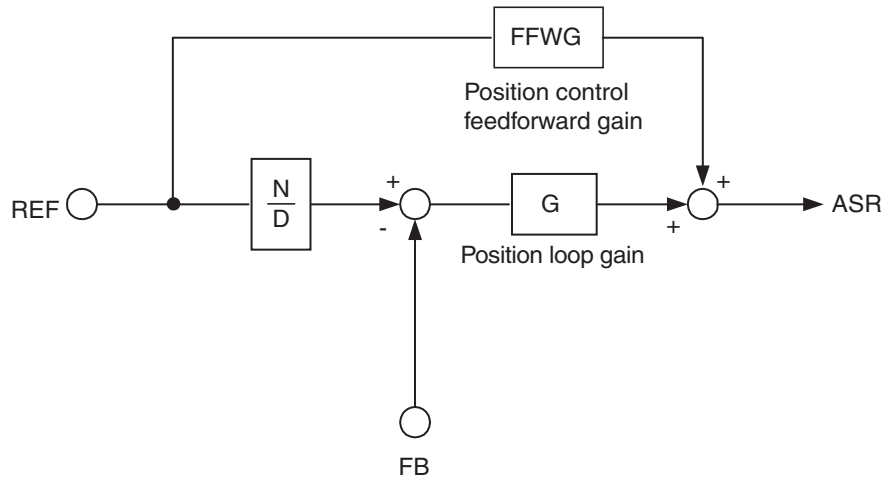 FFWG
Position control
feedforward gain
REF
N
D
+
-
G
Position loop gain
+
+
ASR
FB